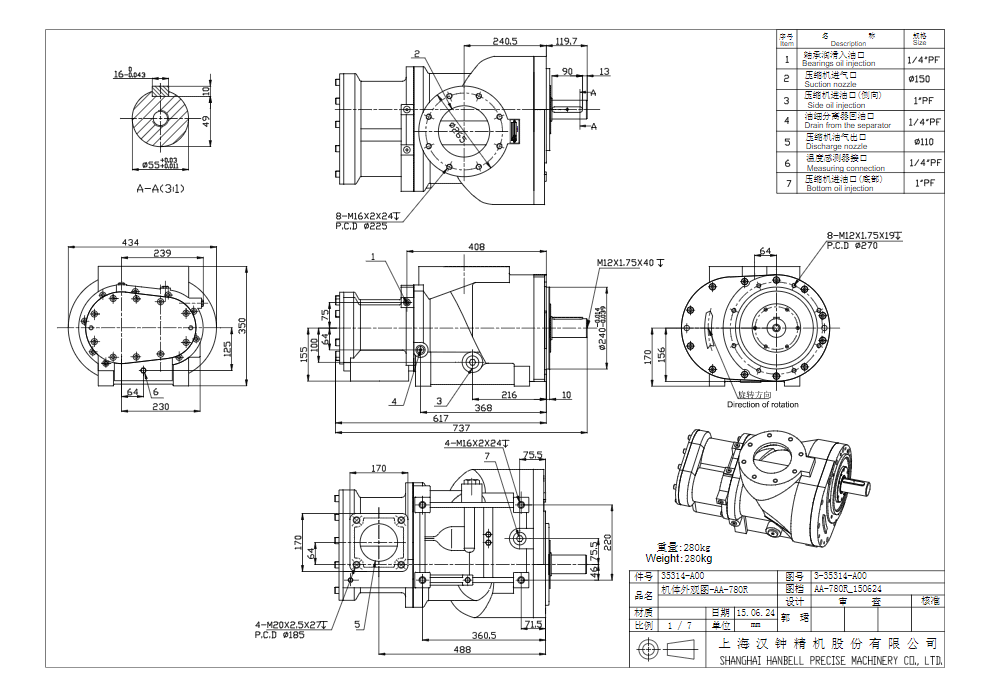 序号 名 称 规格
Item Description Size
1 轴承润滑入油口 1/4"PF
Bearings oil injection
2 压缩机进气口 Ø150
Suction nozzle
3 压缩机进油口(侧向) 1"PF
Side oil injection
4 油细分离器回油口 1/4"PF
Drain from the separator
5 压缩机油气出口 Ø110
Discharge nozzle
6 温度感测器接口 1/4"PF
Measuring connection
7 压缩机进油口(底部) 1"PF
Bottom oil injection
16-0.043
0
10
49
Ø55+0.03
+0.011
A-A(3:1)
240.5
119.7
2
90
13
A
A
Ø265
8-M16X2X24
P.C.D Ø225
434
239
350
125
64
6
230
408
1
M12X1.75X40
75
64
100
155
Ø240-0.014
4
3
216
10
368
617
737
8-M12X1.75X19
P.C.D Ø270
64
170
156
旋转方向
Direction of rotation
4-M16X2X24
7
75.5
170
170
64
220
75.5
46
4-M20X2.5X27
P.C.D Ø185
5
71.5
360.5
488
重量:280kg
Weight:280kg
件号 35314-A00 图号 3-35314-A00
品名 机体外观图-AA-780R 图档 AA-780R_150624
设计 审 查 核准
材质 日期 15.06.24 郭 珺
比例 1 / 7 单位 mm
上海汉钟精机股份有限公司
SHANGHAI HANBELL PRECISE MACHINERY CO., LTD.